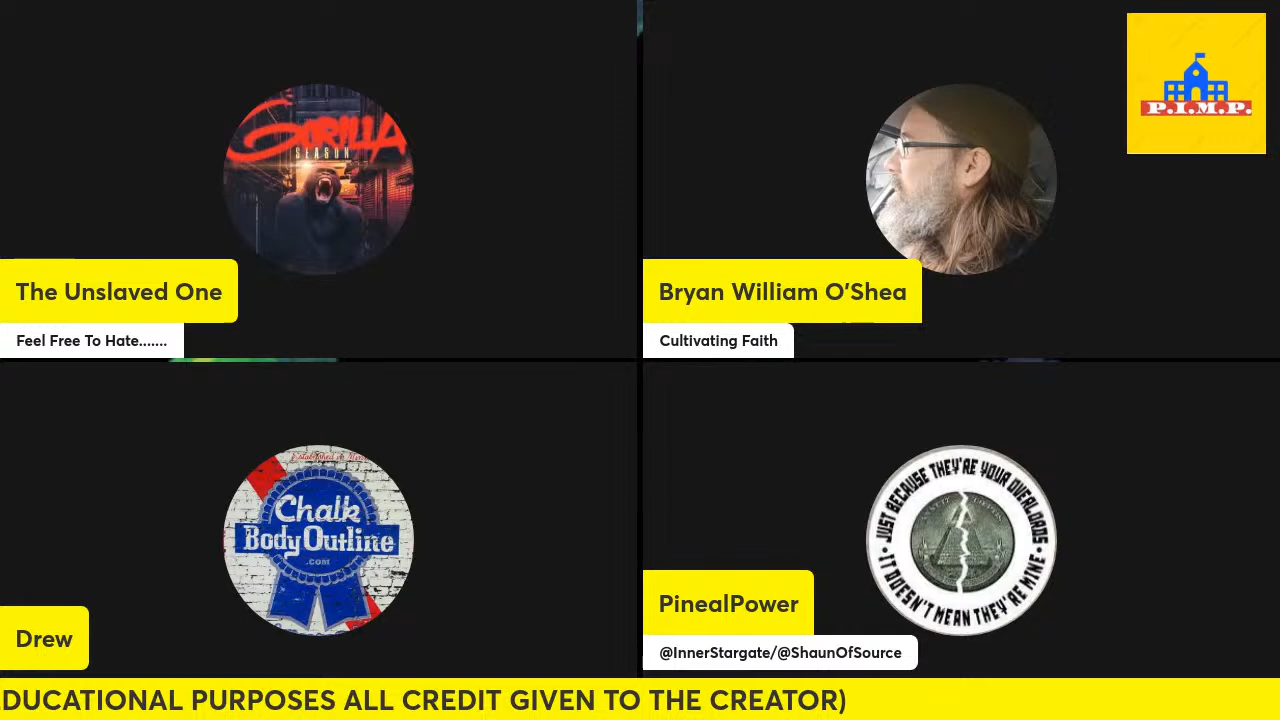 GORILLA
SEASON
P.I.M.P.
The Unslaved One
Feel Free To Hate.......
Bryan William O'Shea
Cultivating Faith
Chalk
Body Outline
.COM
Drew
JUST BECAUSE THEY'RE YOUR OVERLORDS
• IT DOESN'T MEAN THEY'RE MINE •
PinealPower
@InnerStargate/@ShaunOfSource
DUCATIONAL PURPOSES ALL CREDIT GIVEN TO THE CREATOR)